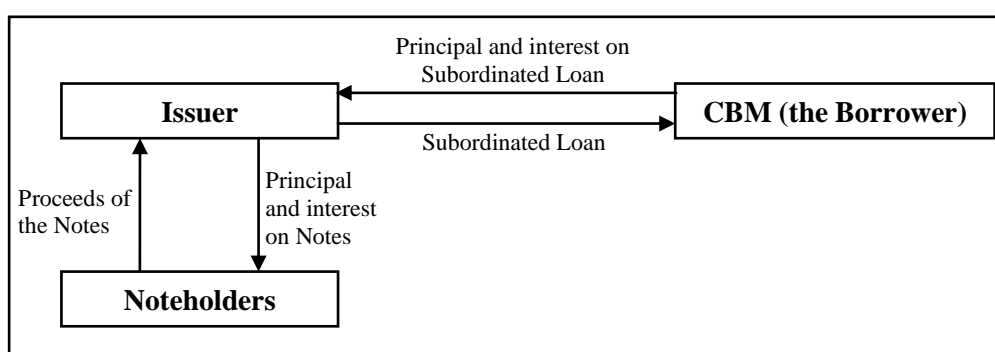 Principal and interest on
Subordinated Loan
Issuer
CBM (the Borrower)
Subordinated Loan
Proceeds of
the Notes
Principal
and interest
on Notes
Noteholders